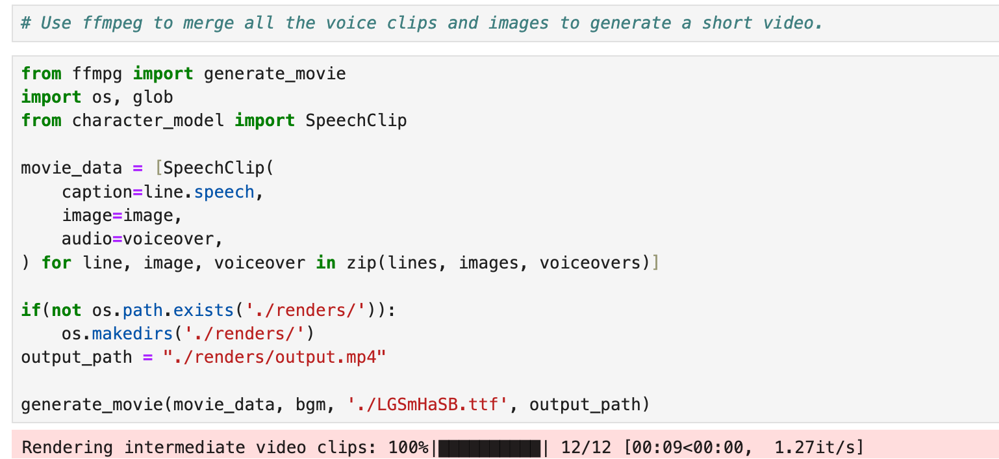 # Use ffmpeg to merge all the voice clips and images to generate a short video.
from ffmpg import generate_movie
import os, glob
from character_model import SpeechClip
movie_data = [SpeechClip(
    caption=line.speech,
    image=image,
    audio=voiceover,
) for line, image, voiceover in zip(lines, images, voiceovers)]
if(not os.path.exists('./renders/')):
    os.makedirs('./renders/')
output_path = "./renders/output.mp4"
generate_movie(movie_data, bgm, './LGSmHaSB.ttf', output_path)
Rendering intermediate video clips: 100%|██████████| 12/12 [00:09<00:00,  1.27it/s]